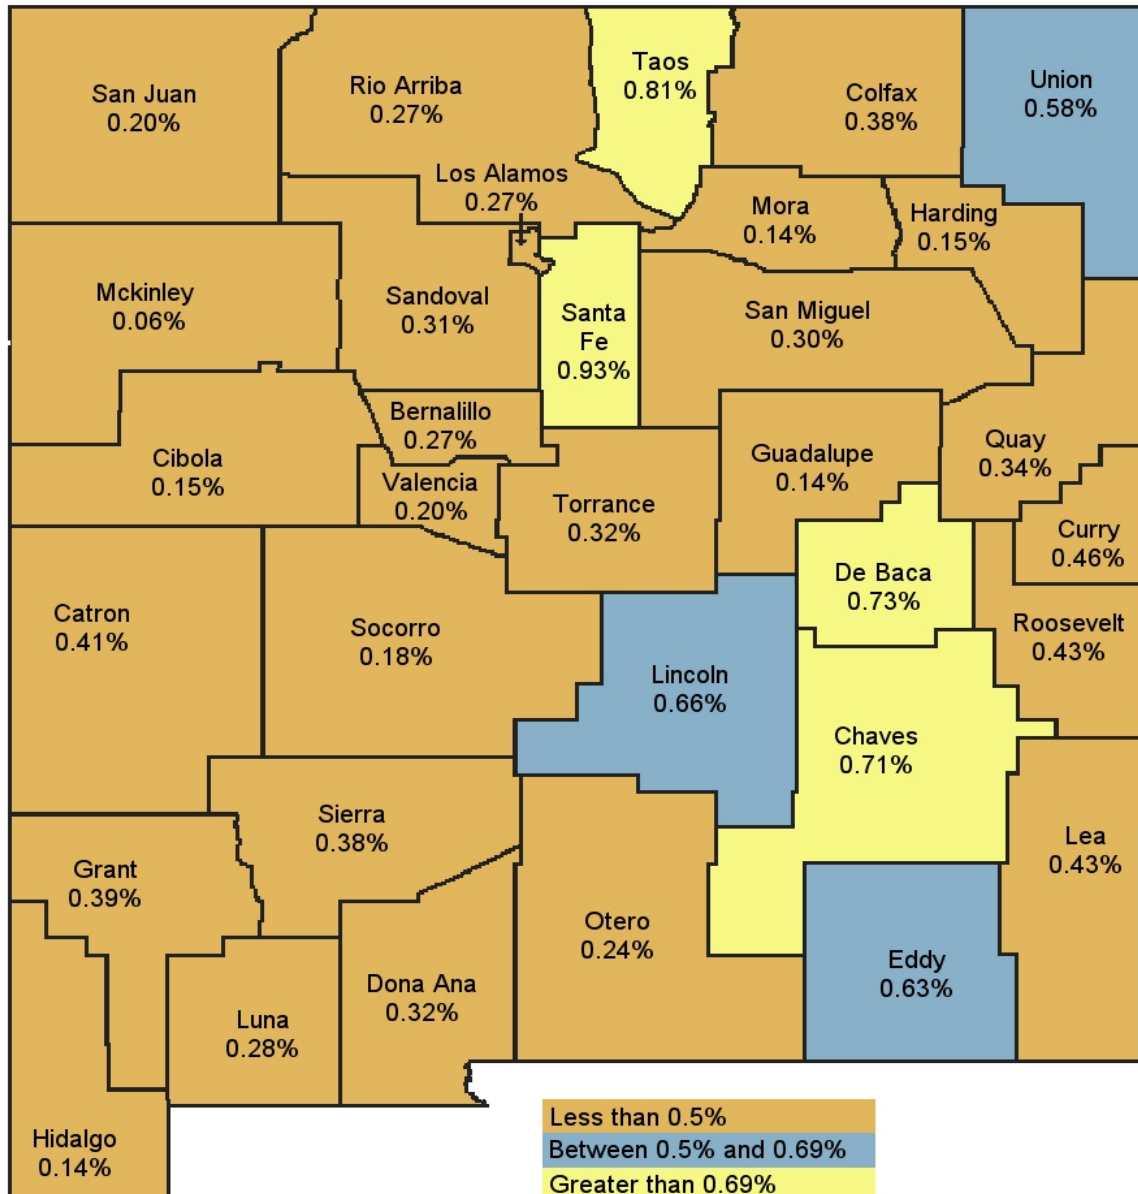 San Juan
0.20%
Rio Arriba
0.27%
Taos
0.81%
Colfax
0.38%
Union
0.58%
Los Alamos
0.27%
Mora
0.14%
Harding
0.15%
Mckinley
0.06%
Sandoval
0.31%
Santa
Fe
0.93%
San Miguel
0.30%
Bernalillo
0.27%
Cibola
0.15%
Valencia
0.20%
Torrance
0.32%
Guadalupe
0.14%
Quay
0.34%
Curry
0.46%
De Baca
0.73%
Roosevelt
0.43%
Catron
0.41%
Socorro
0.18%
Lincoln
0.66%
Chaves
0.71%
Sierra
0.38%
Lea
0.43%
Grant
0.39%
Otero
0.24%
Eddy
0.63%
Dona Ana
0.32%
Luna
0.28%
Hidalgo
0.14%
Less than 0.5%
Between 0.5% and 0.69%
Greater than 0.69%